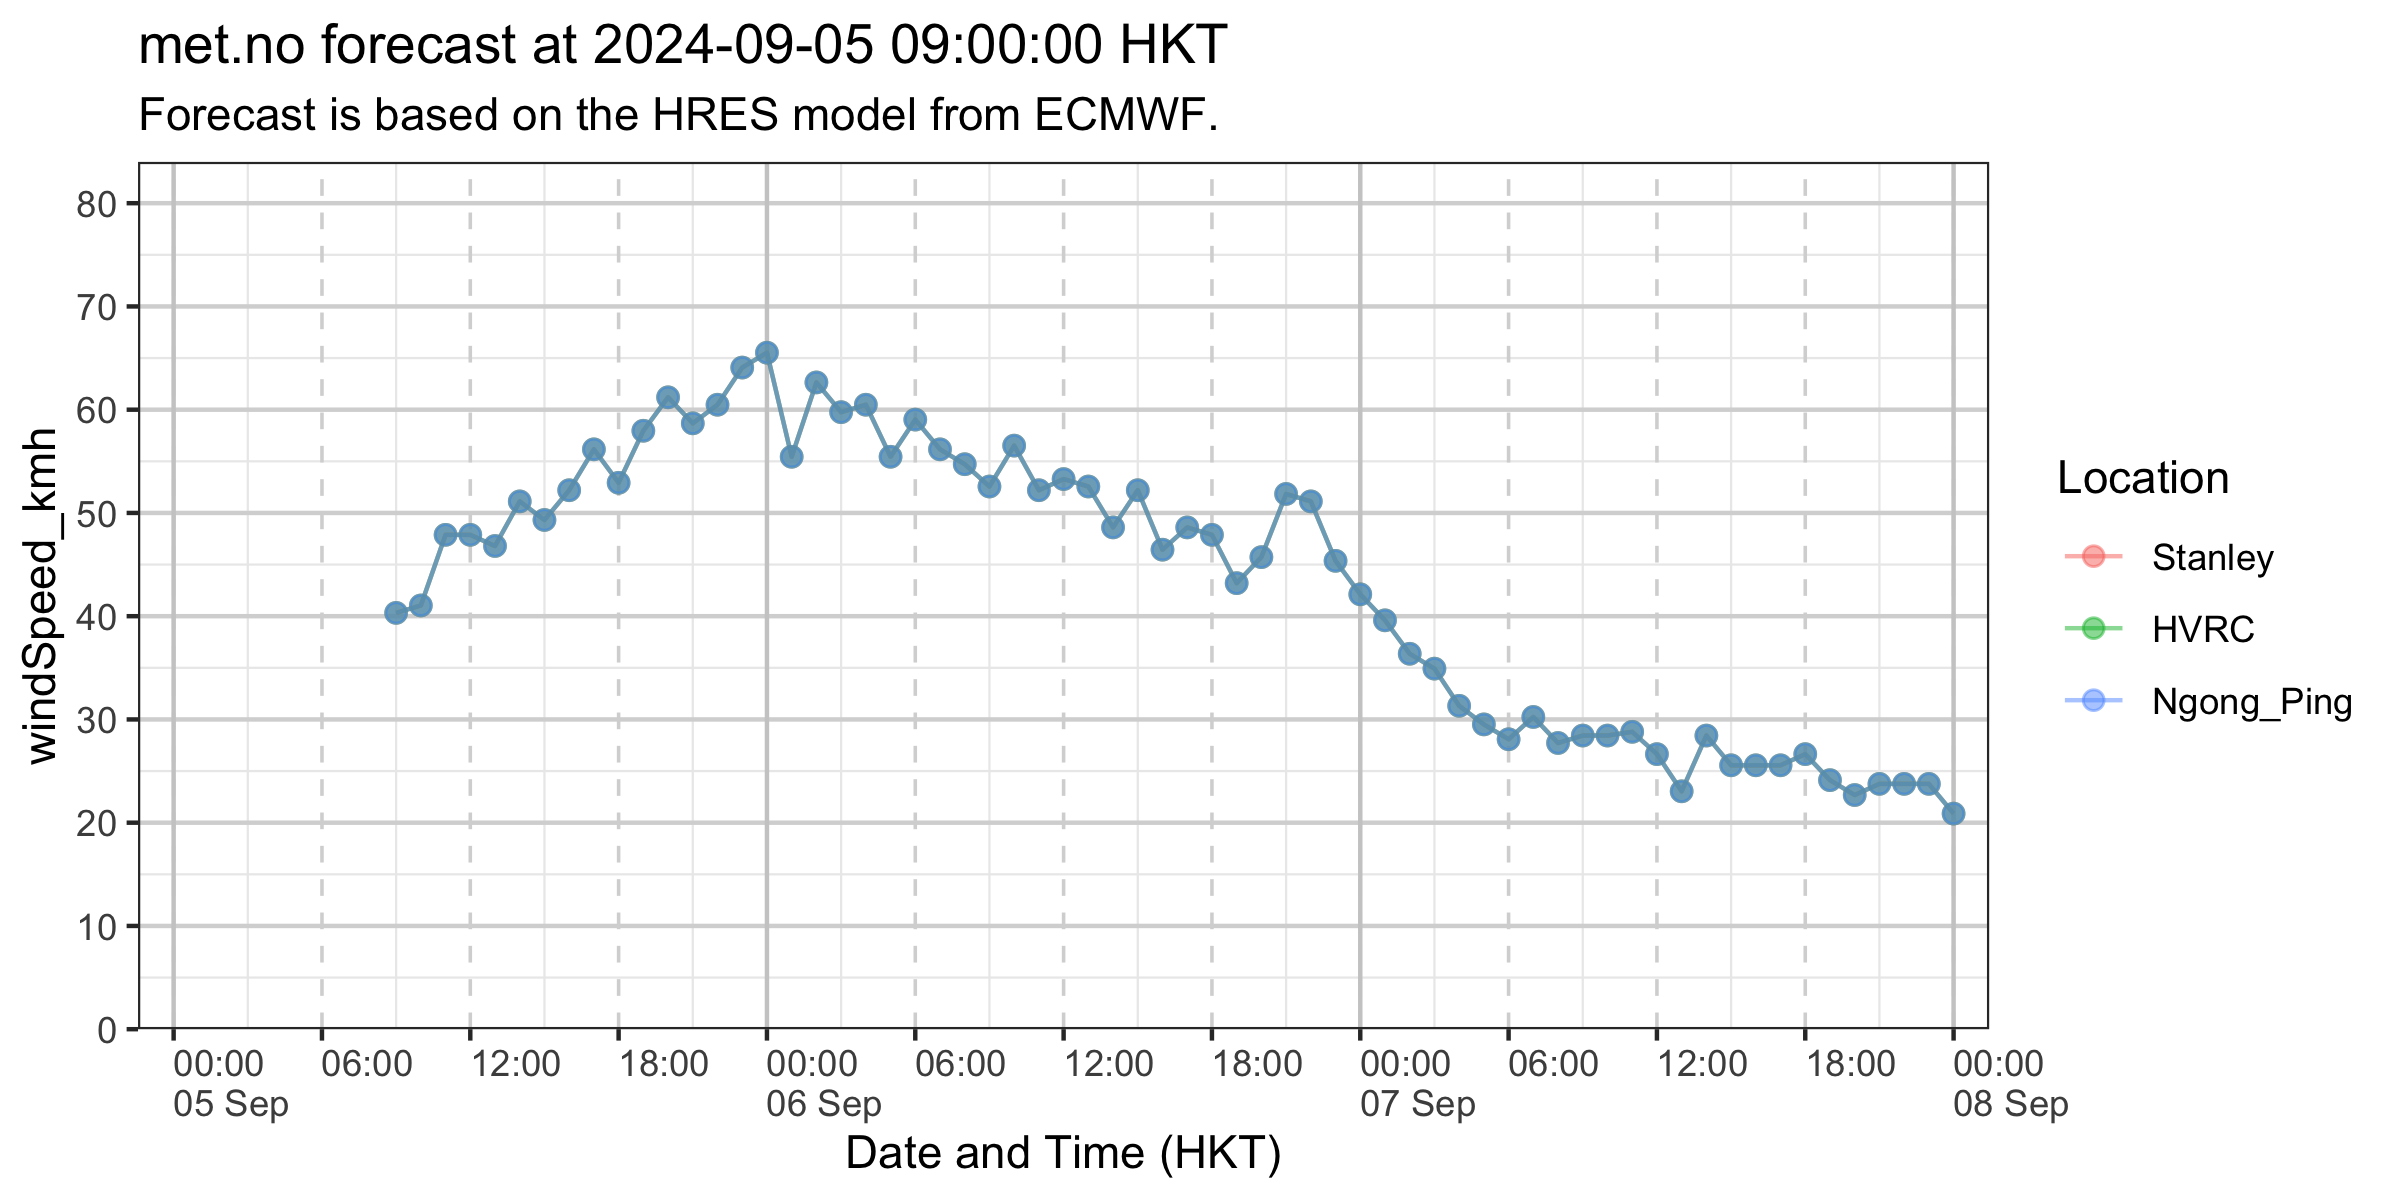 met.no forecast at 2024-09-05 09:00:00 HKT
Forecast is based on the HRES model from ECMWF.
80
70
60
50
40
30
20
10
0
windSpeed_kmh
00:00 06:00 12:00 18:00 00:00 06:00 12:00 18:00 00:00 06:00 12:00 18:00 00:00
05 Sep 06 Sep 07 Sep 08 Sep
Date and Time (HKT)
Location
Stanley
HVRC
Ngong_Ping